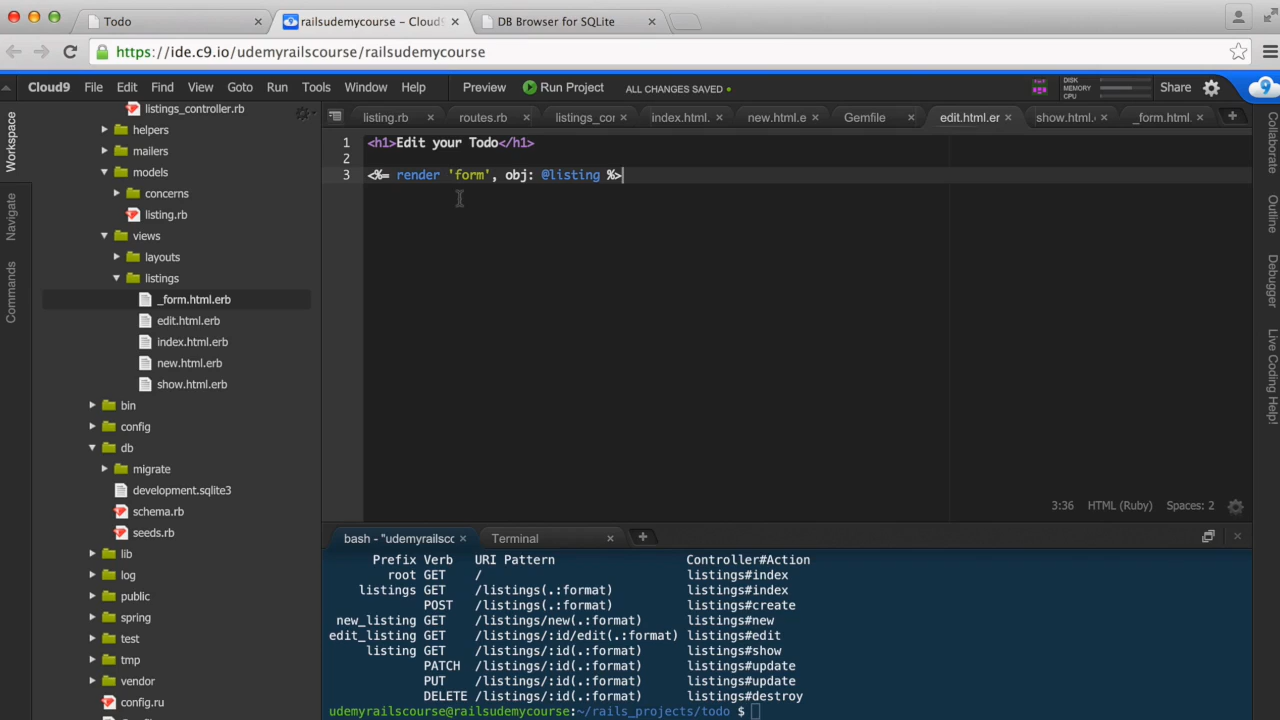 Todo
railsudemycourse – Cloud9
DB Browser for SQLite
https://ide.c9.io/udemyrailscourse/railsudemycourse
Cloud9 File Edit Find View Goto Run Tools Window Help Preview Run Project ALL CHANGES SAVED DISK MEMORY CPU Share
listing.rb routes.rb listings_cor index.html. new.html.e Gemfile edit.html.er show.html. _form.html.
Workspace
Navigate
Commands
listings_controller.rb
helpers
mailers
models
concerns
listing.rb
views
layouts
listings
_form.html.erb
edit.html.erb
index.html.erb
new.html.erb
show.html.erb
bin
config
db
migrate
development.sqlite3
schema.rb
seeds.rb
lib
log
public
spring
test
tmp
vendor
config.ru
1 <h1>Edit your Todo</h1>
2
3 <%= render 'form', obj: @listing %>
3:36 HTML (Ruby) Spaces: 2
Collaborate
Outline
Debugger
Live Coding Help!
bash - "udemyrailsco Terminal
Prefix Verb URI Pattern Controller#Action
root GET / listings#index
listings GET /listings(.:format) listings#index
POST /listings(.:format) listings#create
new_listing GET /listings/new(.:format) listings#new
edit_listing GET /listings/:id/edit(.:format) listings#edit
listing GET /listings/:id(.:format) listings#show
PATCH /listings/:id(.:format) listings#update
PUT /listings/:id(.:format) listings#update
DELETE /listings/:id(.:format) listings#destroy
udemyrailscourse@railsudemycourse:~/rails_projects/todo $